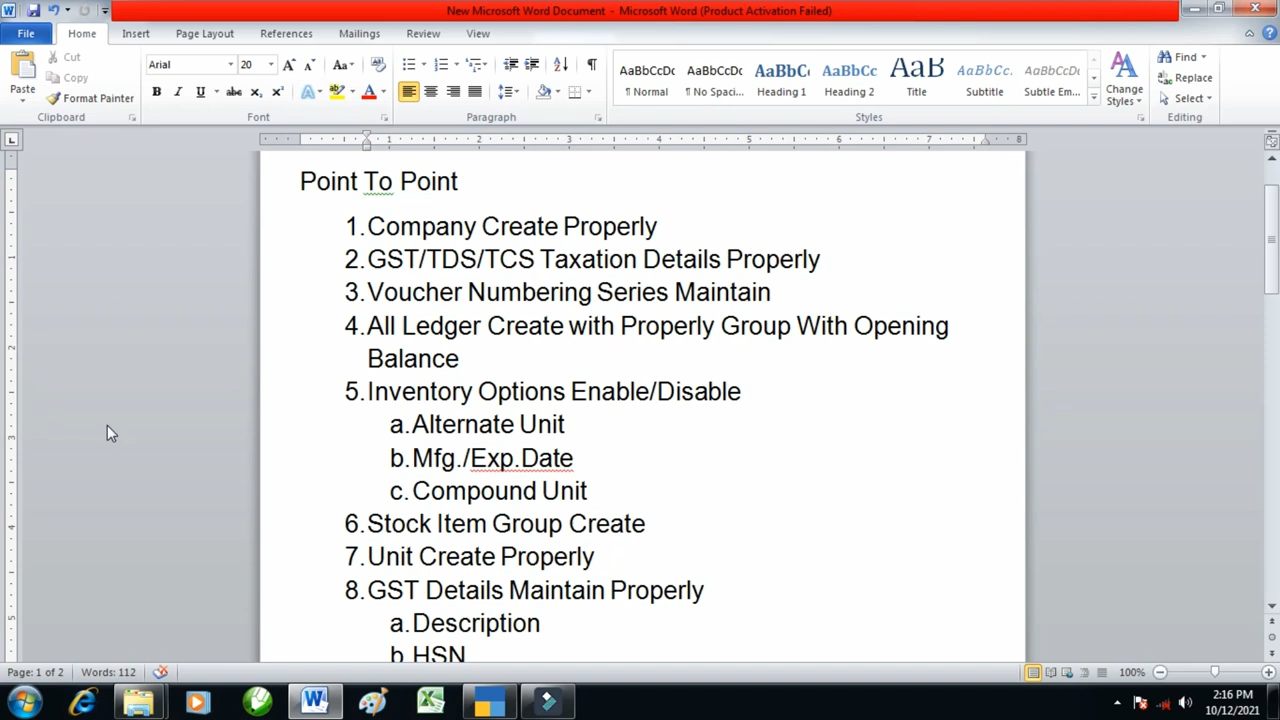 New Microsoft Word Document - Microsoft Word (Product Activation Failed)
File Home Insert Page Layout References Mailings Review View
Cut
Copy
Paste
Format Painter
Clipboard
Arial 20
Font
Paragraph
AaBbCcDc AaBbCcDc AaBbCc AaBbCc AaB AaBbCc. AaBbCcDc
¶ Normal ¶ No Spaci... Heading 1 Heading 2 Title Subtitle Subtle Em...
Styles
Change Styles
Find
Replace
Select
Editing
Point To Point
1. Company Create Properly
2. GST/TDS/TCS Taxation Details Properly
3. Voucher Numbering Series Maintain
4. All Ledger Create with Properly Group With Opening
Balance
5. Inventory Options Enable/Disable
a. Alternate Unit
b. Mfg./Exp.Date
c. Compound Unit
6. Stock Item Group Create
7. Unit Create Properly
8. GST Details Maintain Properly
a. Description
b HSN
Page: 1 of 2 Words: 112 100%
2:16 PM
10/12/2021